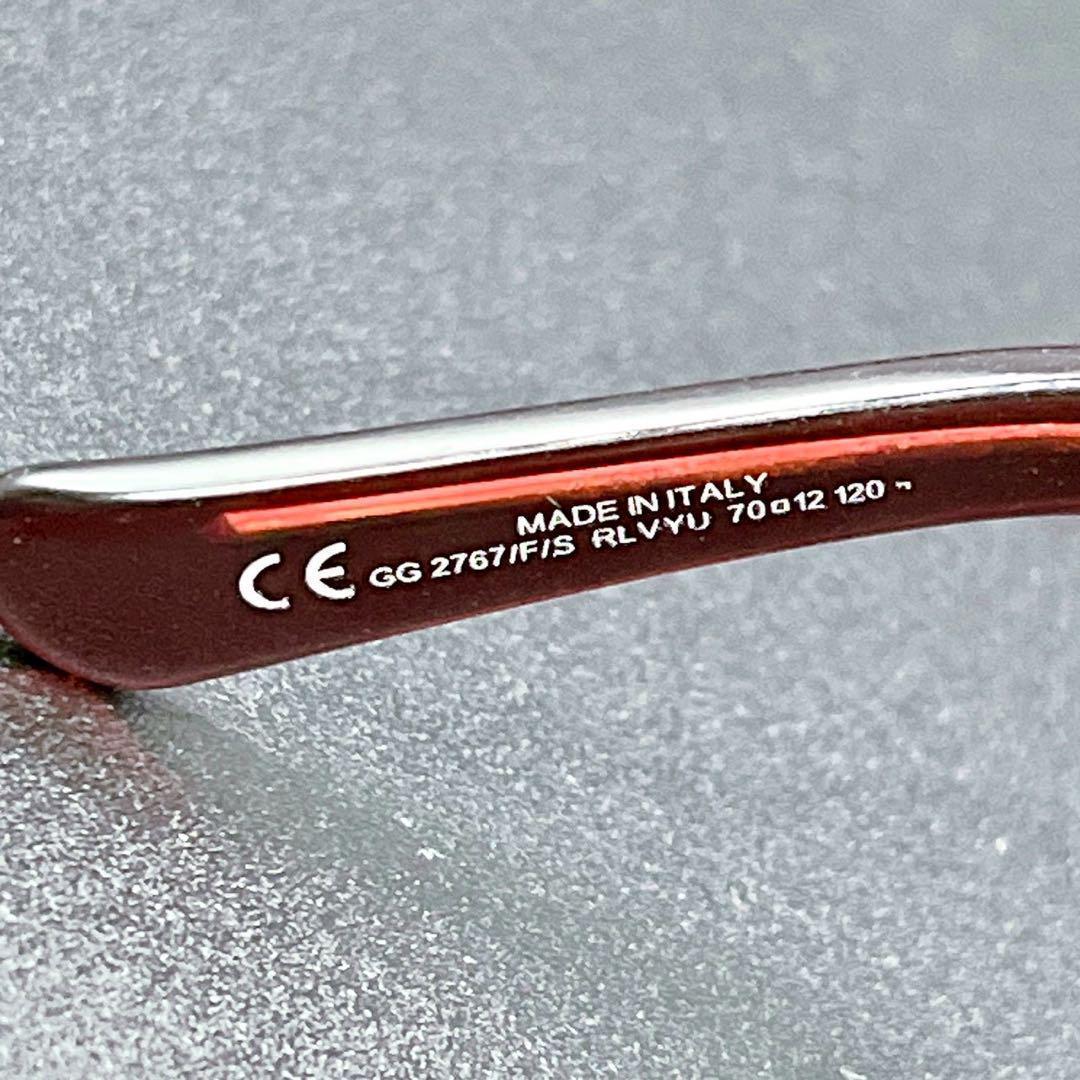 MADE IN ITALY
CE GG 2767/F/S RLVYU 70□12 120